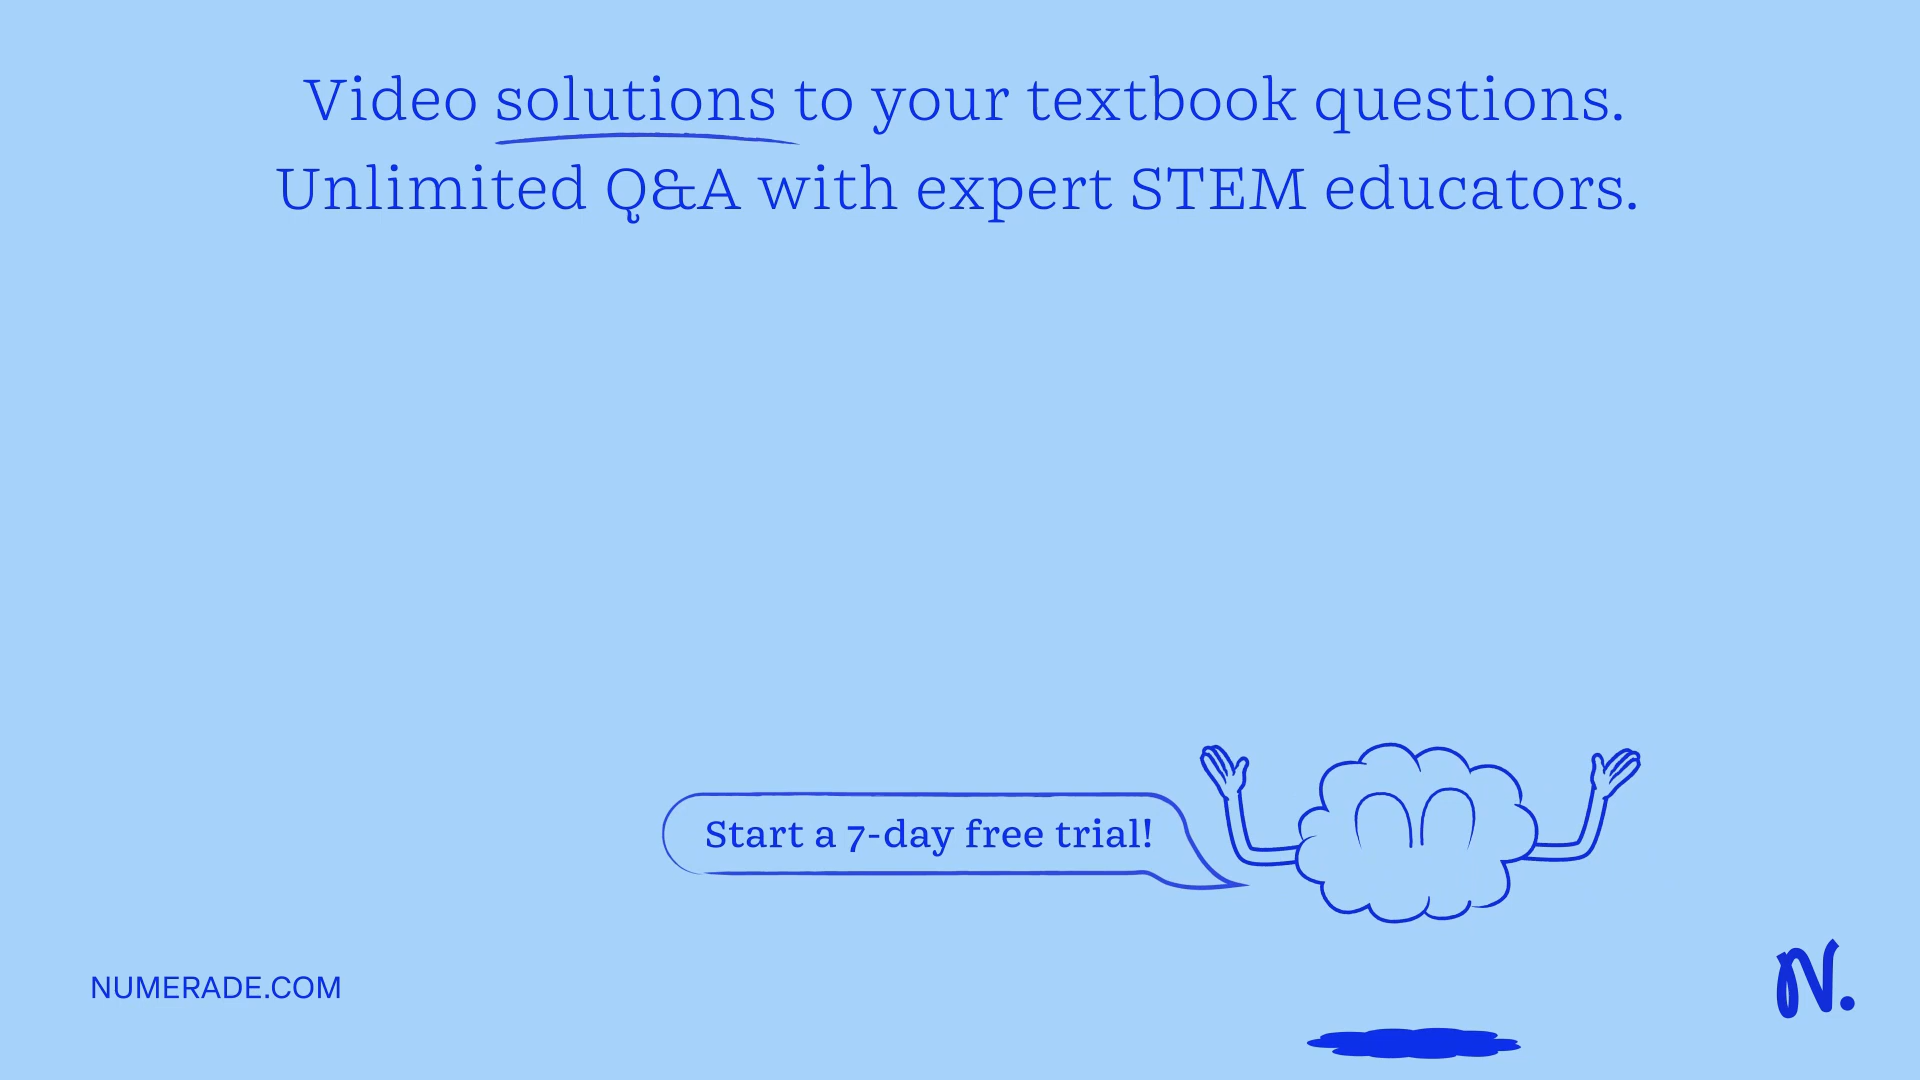 Video solutions to your textbook questions.
Unlimited Q&A with expert STEM educators.
Start a 7-day free trial!
NUMERADE.COM
N.